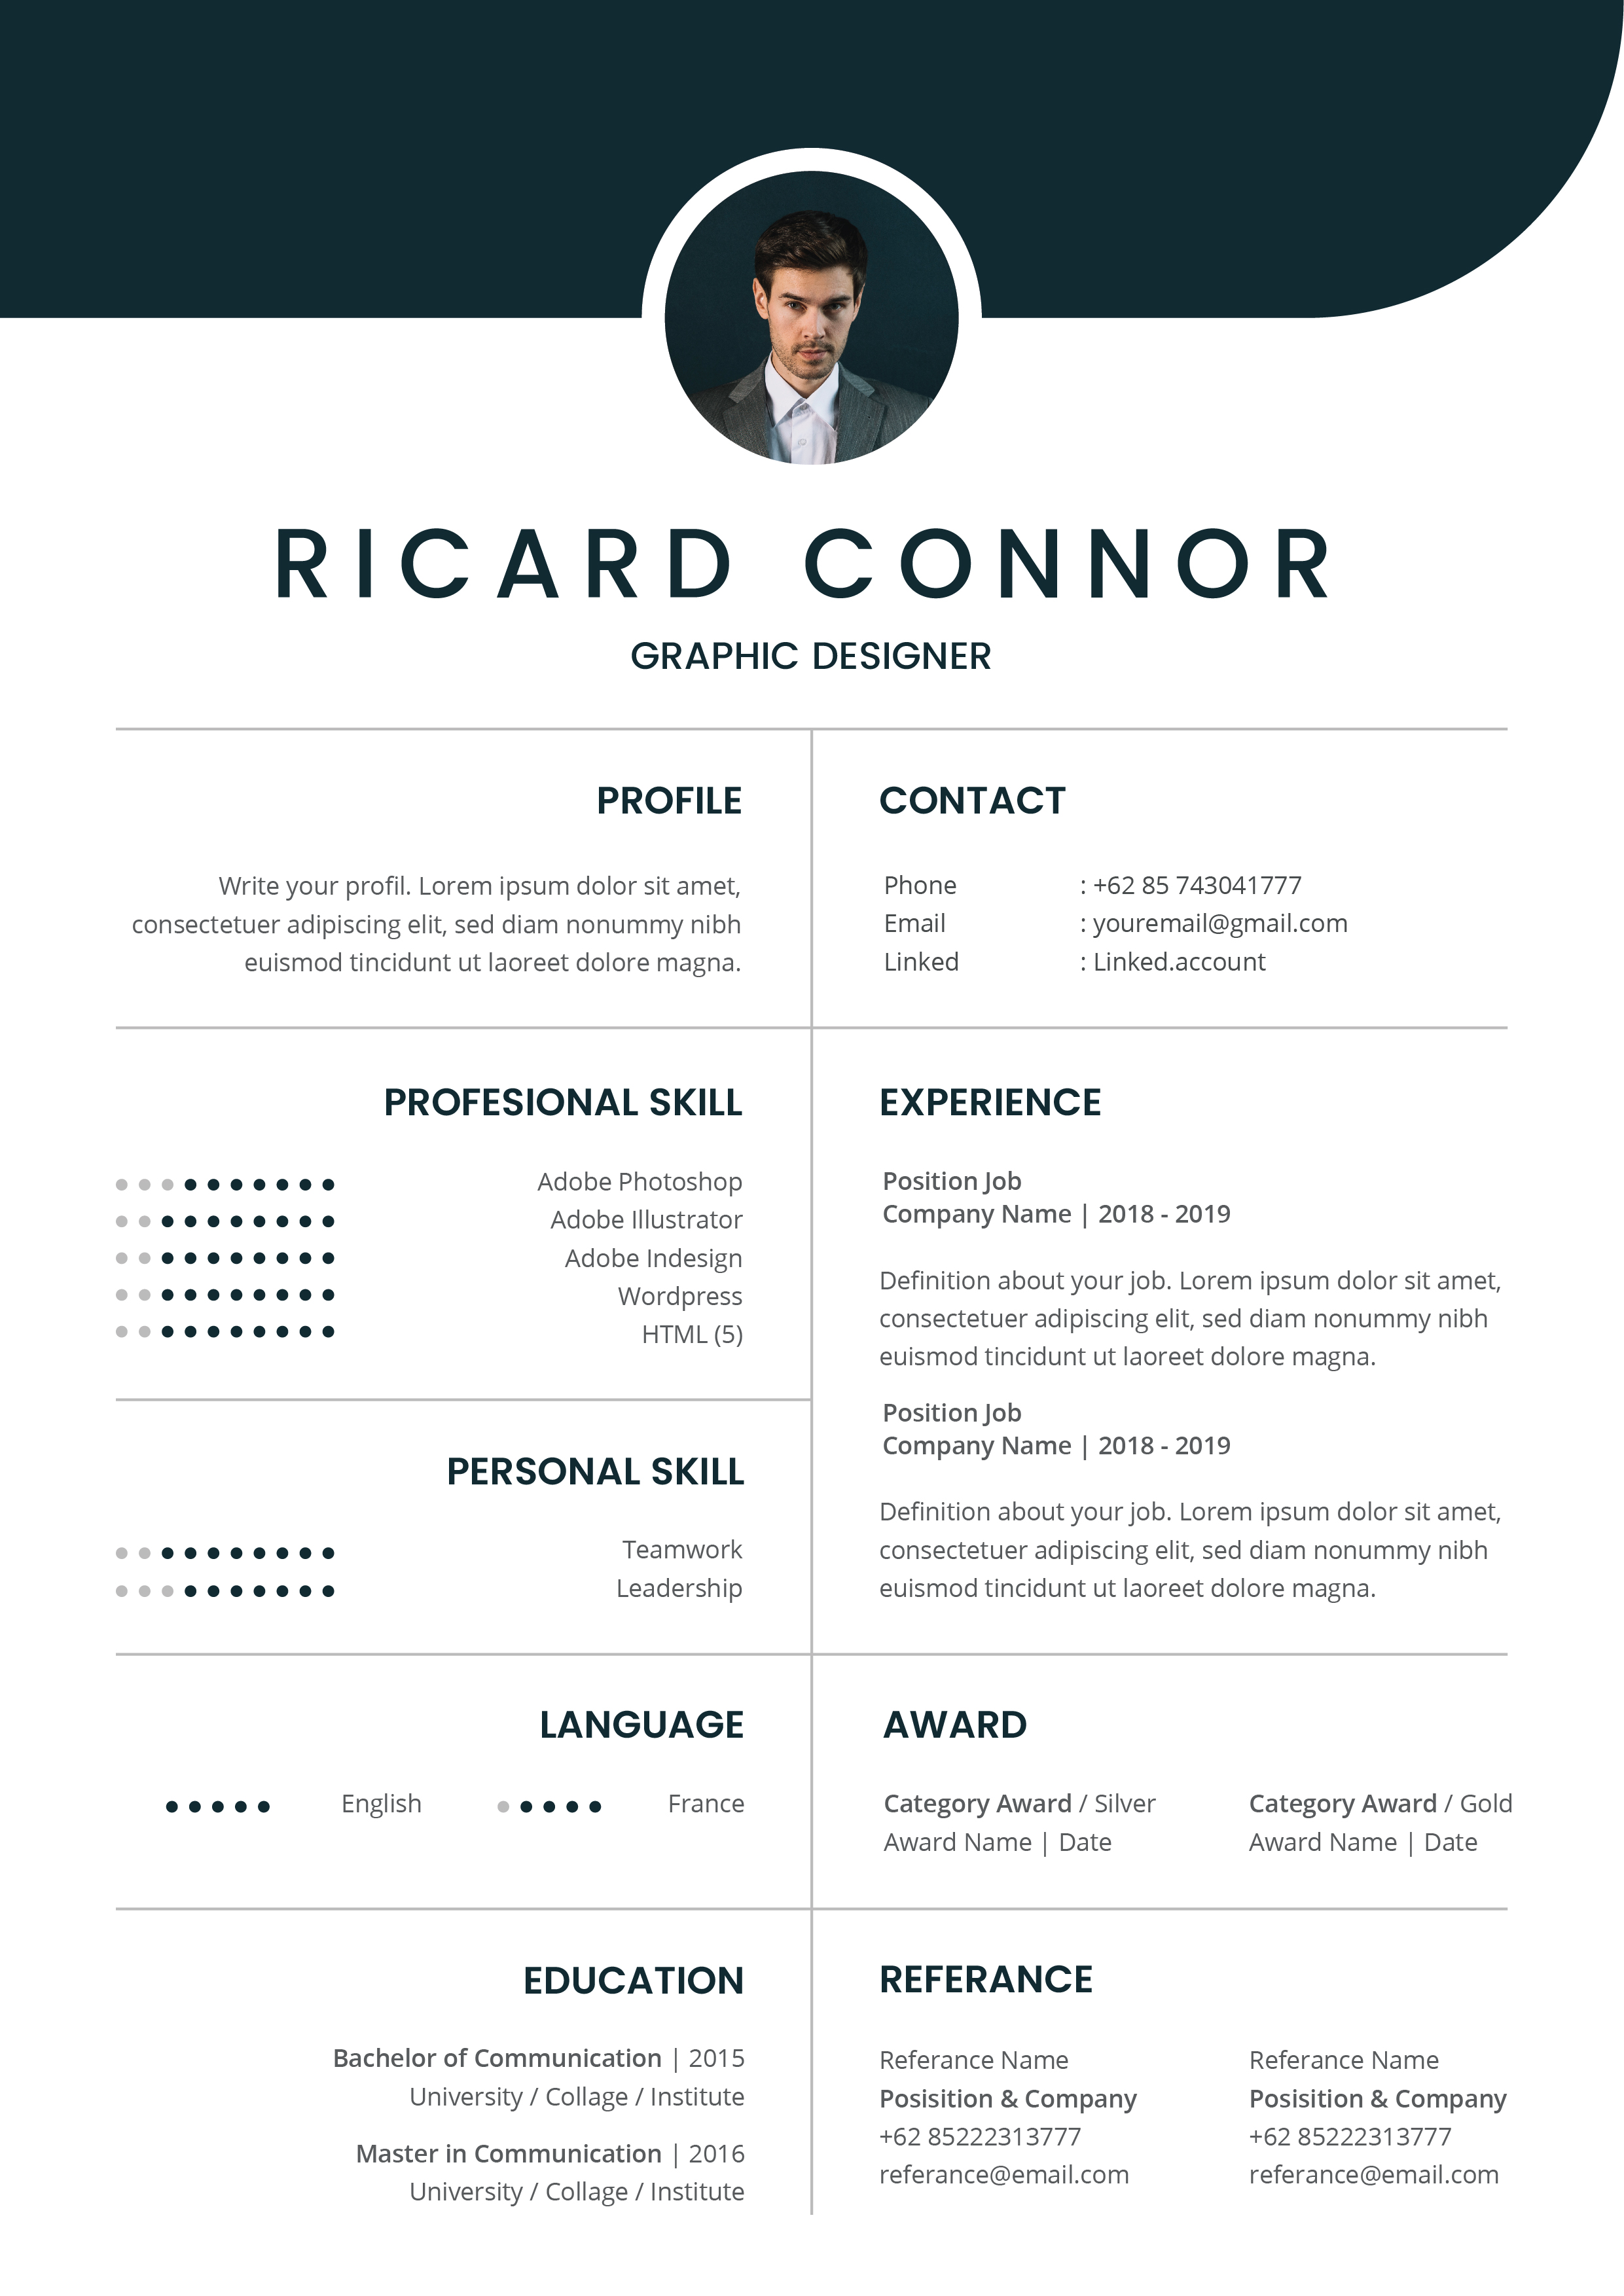 RICARD CONNOR
GRAPHIC DESIGNER
PROFILE
Write your profil. Lorem ipsum dolor sit amet,
consectetuer adipiscing elit, sed diam nonummy nibh
euismod tincidunt ut laoreet dolore magna.
CONTACT
Phone : +62 85 743041777
Email : youremail@gmail.com
Linked : Linked.account
PROFESIONAL SKILL
Adobe Photoshop
Adobe Illustrator
Adobe Indesign
Wordpress
HTML (5)
PERSONAL SKILL
Teamwork
Leadership
EXPERIENCE
Position Job
Company Name | 2018 - 2019
Definition about your job. Lorem ipsum dolor sit amet,
consectetuer adipiscing elit, sed diam nonummy nibh
euismod tincidunt ut laoreet dolore magna.
Position Job
Company Name | 2018 - 2019
Definition about your job. Lorem ipsum dolor sit amet,
consectetuer adipiscing elit, sed diam nonummy nibh
euismod tincidunt ut laoreet dolore magna.
LANGUAGE
English France
AWARD
Category Award / Silver
Award Name | Date
Category Award / Gold
Award Name | Date
EDUCATION
Bachelor of Communication | 2015
University / Collage / Institute
Master in Communication | 2016
University / Collage / Institute
REFERANCE
Referance Name
Posisition & Company
+62 85222313777
referance@email.com
Referance Name
Posisition & Company
+62 85222313777
referance@email.com